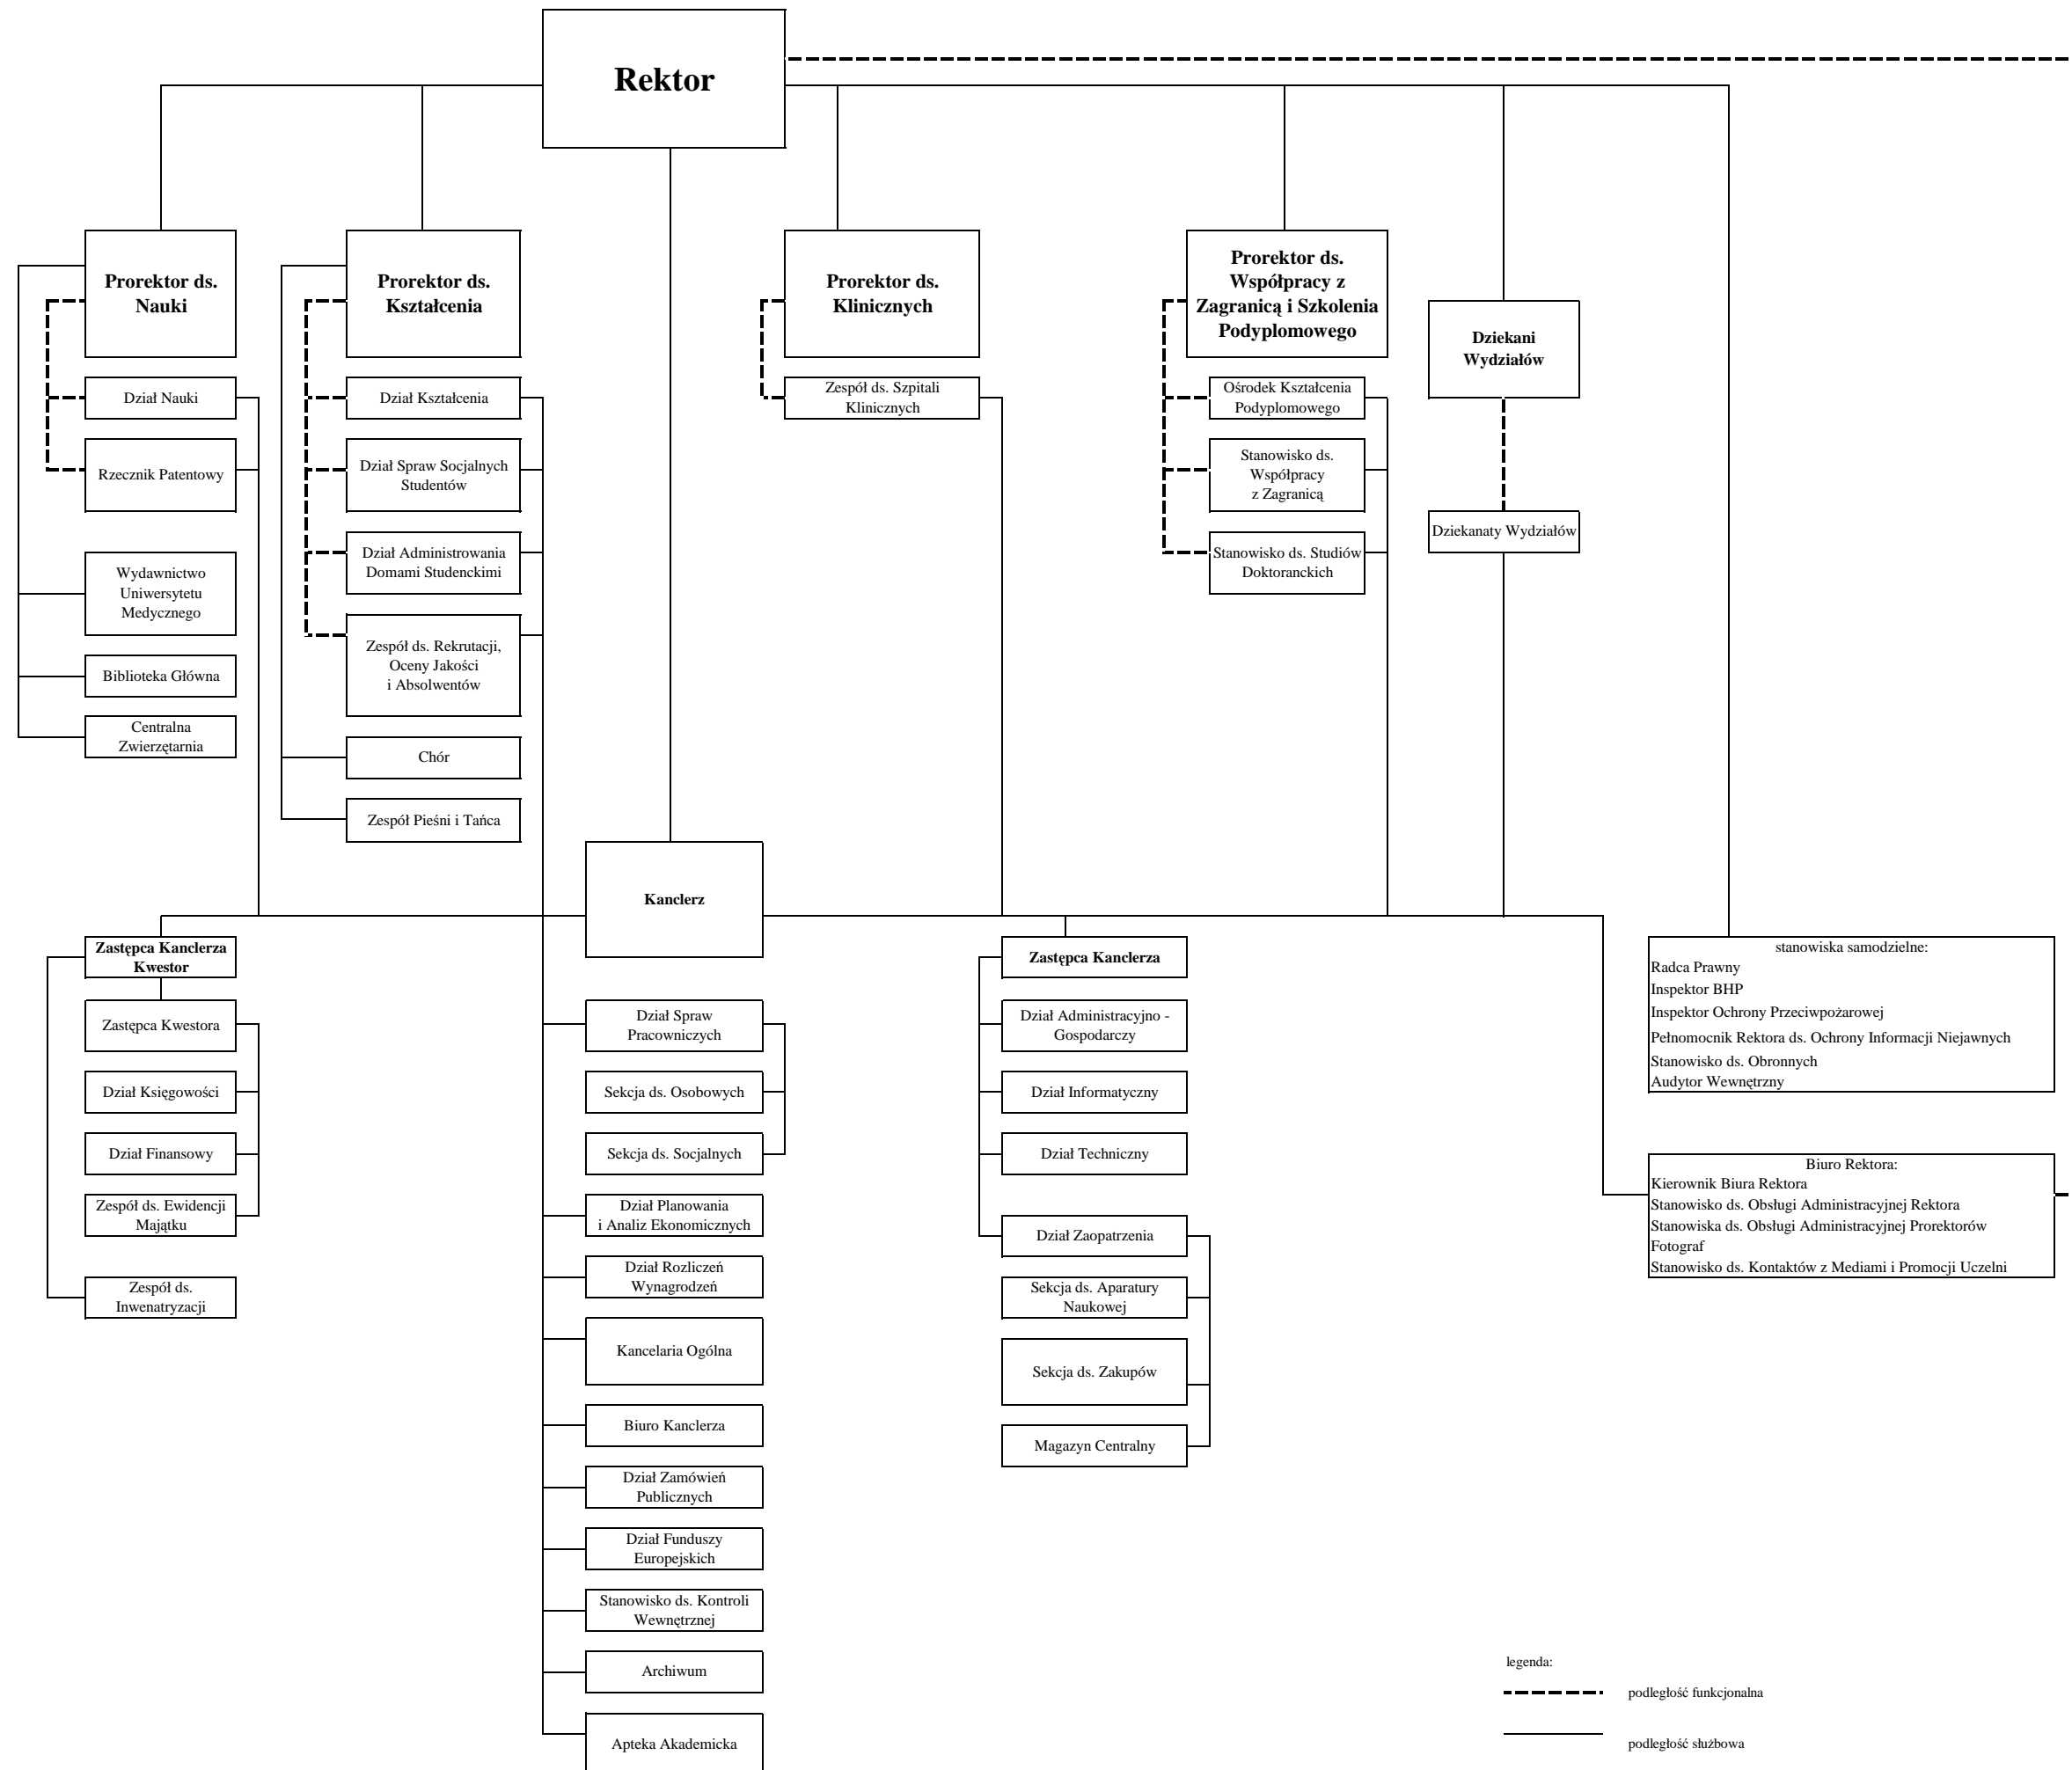 Rektor
Prorektor ds.
Nauki
Prorektor ds.
Kształcenia
Prorektor ds.
Klinicznych
Prorektor ds.
Współpracy z
Zagranicą i Szkolenia
Podyplomowego
Dziekani
Wydziałów
Dział Nauki
Rzecznik Patentowy
Wydawnictwo
Uniwersytetu
Medycznego
Biblioteka Główna
Centralna
Zwierzętarnia
Dział Kształcenia
Dział Spraw Socjalnych
Studentów
Dział Administrowania
Domami Studenckimi
Zespół ds. Rekrutacji,
Oceny Jakości
i Absolwentów
Chór
Zespół Pieśni i Tańca
Zespół ds. Szpitali
Klinicznych
Ośrodek Kształcenia
Podyplomowego
Stanowisko ds.
Współpracy
z Zagranicą
Stanowisko ds. Studiów
Doktoranckich
Dziekanaty Wydziałów
Kanclerz
Zastępca Kanclerza
Kwestor
Zastępca Kwestora
Dział Księgowości
Dział Finansowy
Zespół ds. Ewidencji
Majątku
Zespół ds.
Inwenatryzacji
Dział Spraw
Pracowniczych
Sekcja ds. Osobowych
Sekcja ds. Socjalnych
Dział Planowania
i Analiz Ekonomicznych
Dział Rozliczeń
Wynagrodzeń
Kancelaria Ogólna
Biuro Kanclerza
Dział Zamówień
Publicznych
Dział Funduszy
Europejskich
Stanowisko ds. Kontroli
Wewnętrznej
Archiwum
Apteka Akademicka
Zastępca Kanclerza
Dział Administracyjno -
Gospodarczy
Dział Informatyczny
Dział Techniczny
Dział Zaopatrzenia
Sekcja ds. Aparatury
Naukowej
Sekcja ds. Zakupów
Magazyn Centralny
stanowiska samodzielne:
Radca Prawny
Inspektor BHP
Inspektor Ochrony Przeciwpożarowej
Pełnomocnik Rektora ds. Ochrony Informacji Niejawnych
Stanowisko ds. Obronnych
Audytor Wewnętrzny
Biuro Rektora:
Kierownik Biura Rektora
Stanowisko ds. Obsługi Administracyjnej Rektora
Stanowiska ds. Obsługi Administracyjnej Prorektorów
Fotograf
Stanowisko ds. Kontaktów z Mediami i Promocji Uczelni
legenda:
podległość funkcjonalna
podległość służbowa